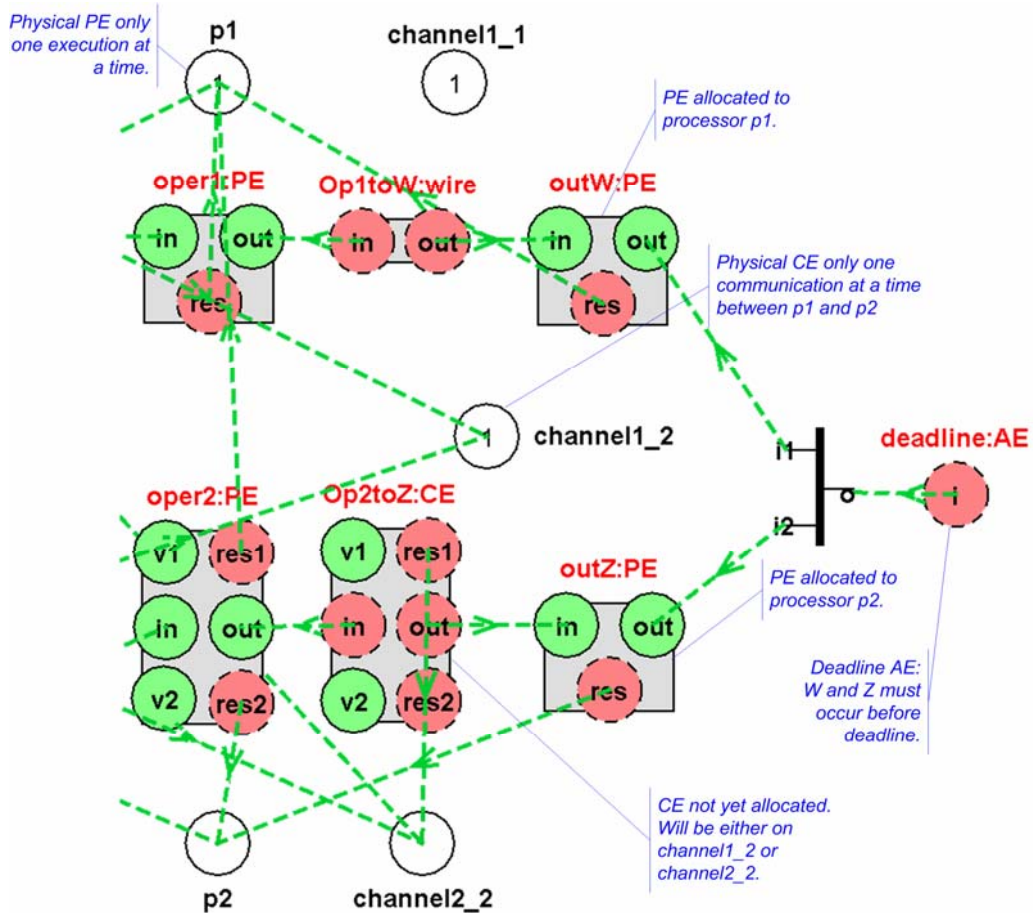 Physical PE only
one execution at
a time.
p1
1
channel1_1
1
PE allocated to
processor p1.
oper1:PE
in
out
res
Op1toW:wire
in
out
outW:PE
in
out
res
Physical CE only one
communication at a time
between p1 and p2
1
channel1_2
i1
i2
o
deadline:AE
i
oper2:PE
v1
res1
in
out
v2
res2
Op2toZ:CE
v1
res1
in
out
v2
res2
outZ:PE
in
out
res
PE allocated to
processor p2.
Deadline AE:
W and Z must
occur before
deadline.
CE not yet allocated.
Will be either on
channel1_2 or
channel2_2.
p2
channel2_2